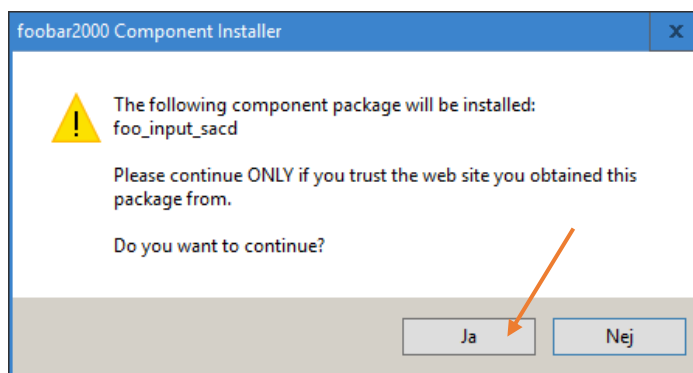 foobar2000 Component Installer
The following component package will be installed:
foo_input_sacd
Please continue ONLY if you trust the web site you obtained this
package from.
Do you want to continue?
Ja
Nej